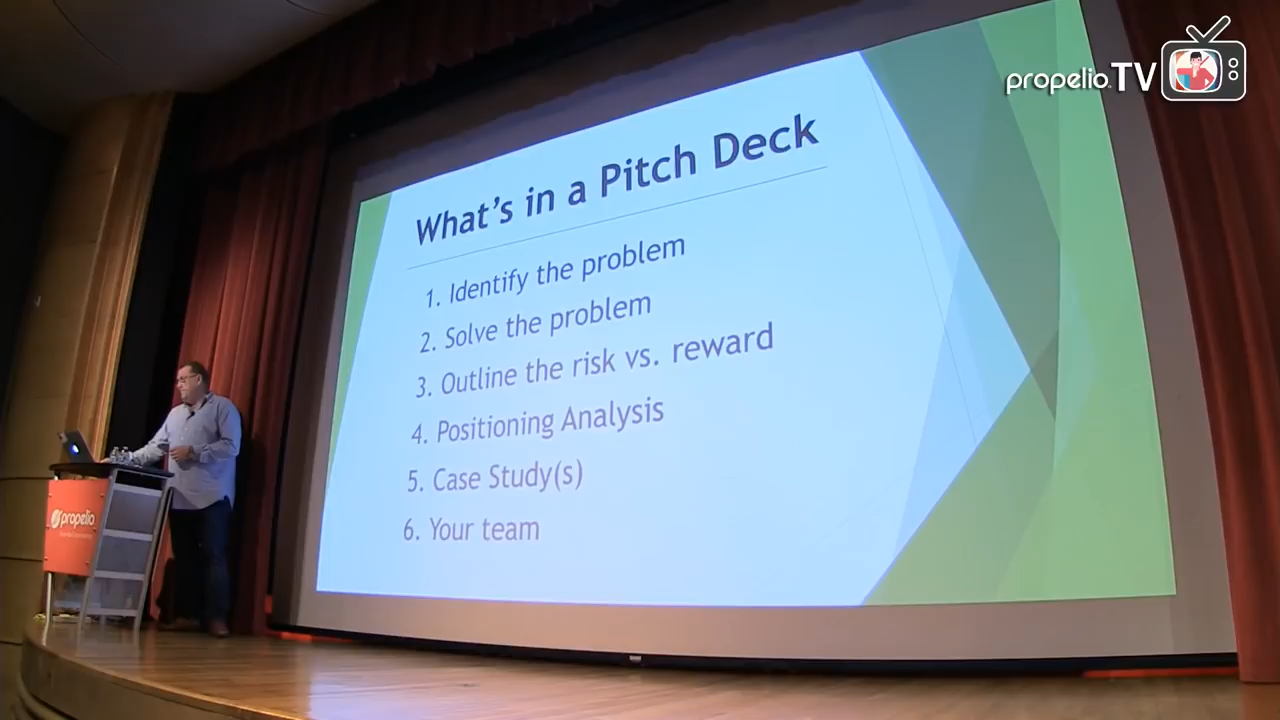 propelio TV
What's in a Pitch Deck
1. Identify the problem
2. Solve the problem
3. Outline the risk vs. reward
4. Positioning Analysis
5. Case Study(s)
6. Your team
propelio